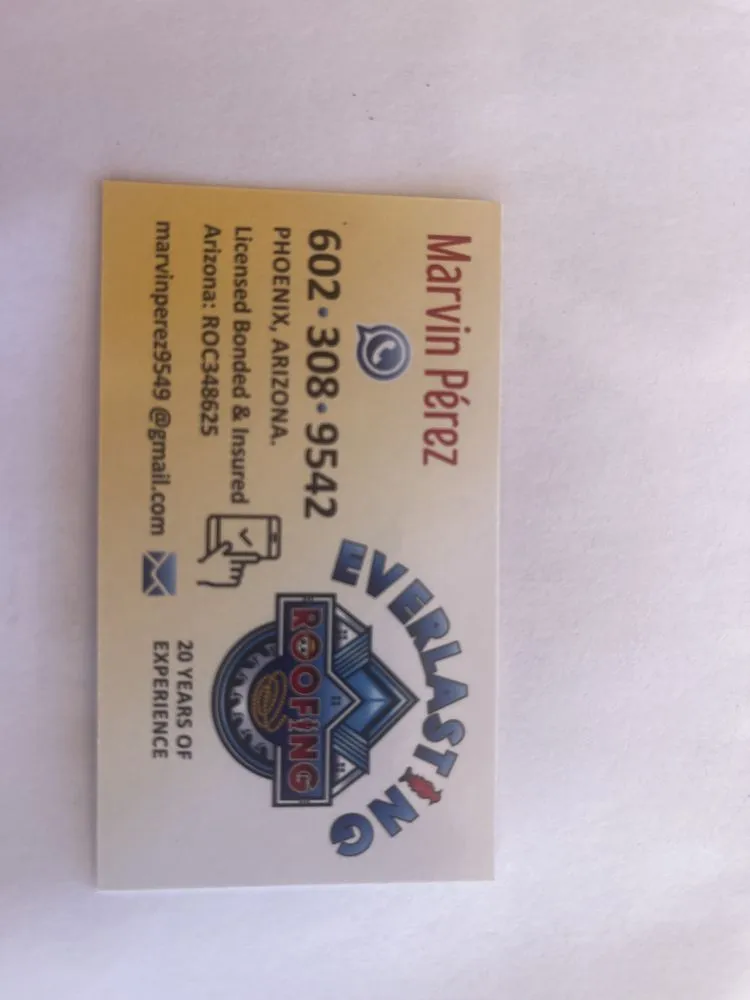 Marvin Pérez
602·308·9542
PHOENIX, ARIZONA.
Licensed Bonded & Insured
Arizona: ROC348625
marvinperez9549 @gmail.com
EVERLASTING
ROOFING
20 YEARS OF
EXPERIENCE